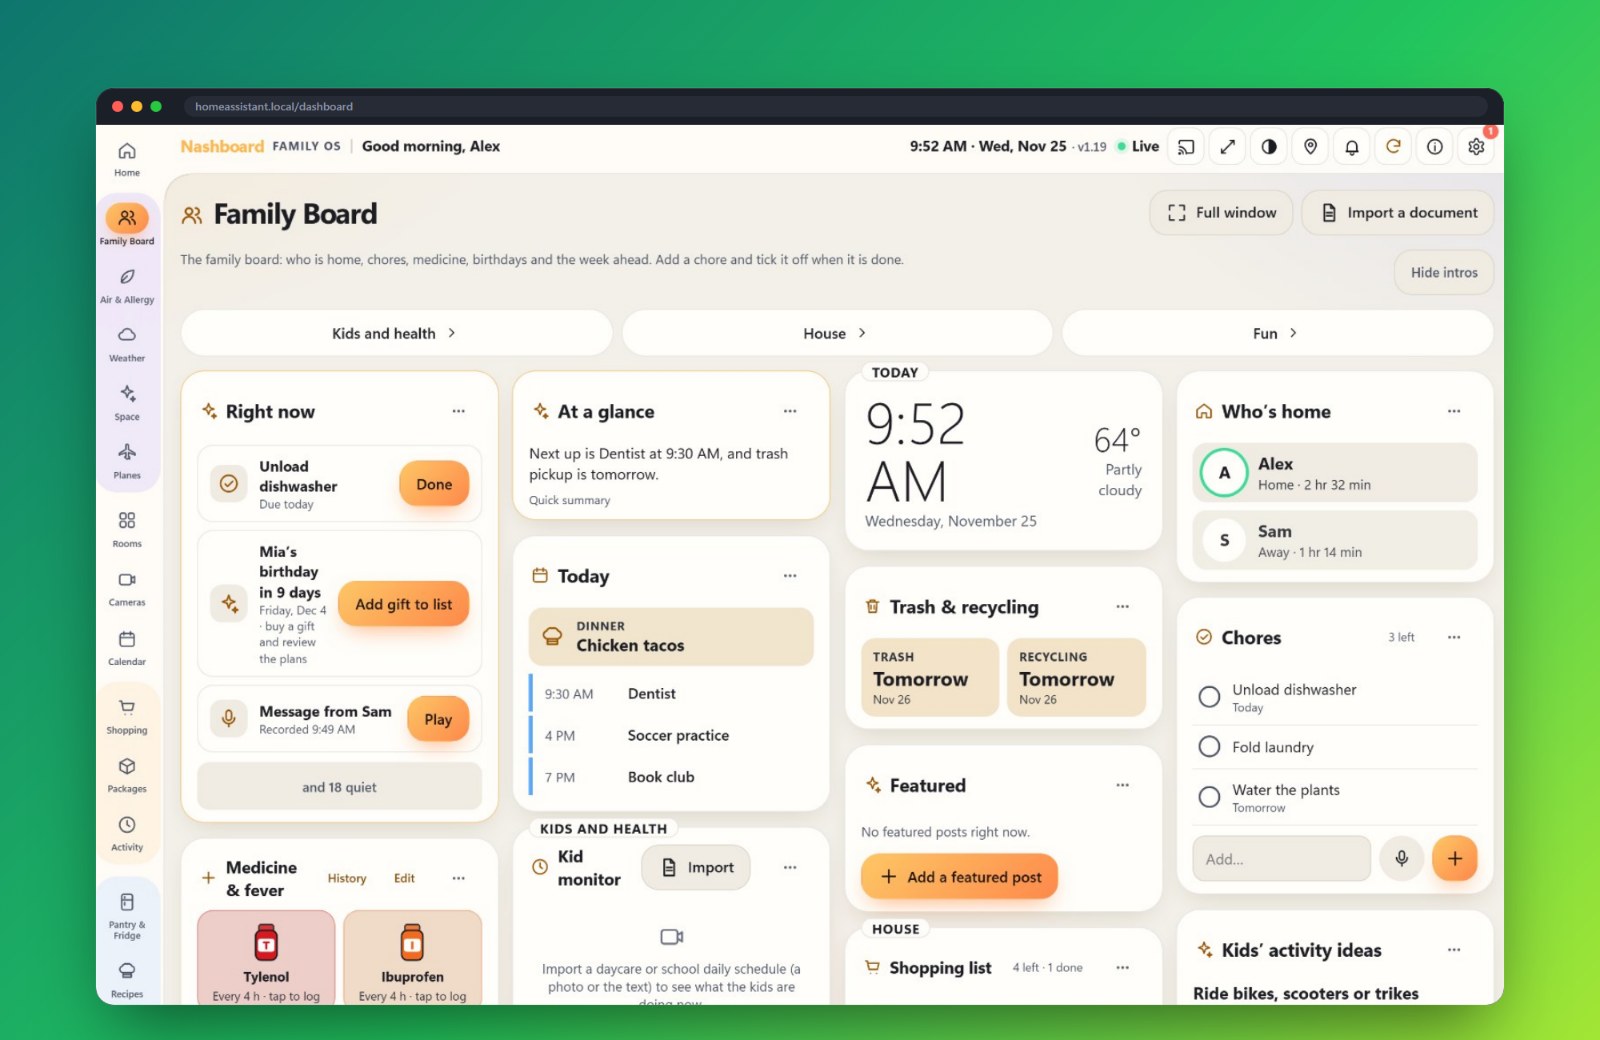 homeassistant.local/dashboard
Nashboard FAMILY OS | Good morning, Alex
9:52 AM · Wed, Nov 25 · v1.19 Live
1
Home
Family Board
Air & Allergy
Weather
Space
Planes
Rooms
Cameras
Calendar
Shopping
Packages
Activity
Pantry &
Fridge
Recipes
Family Board
Full window
Import a document
The family board: who is home, chores, medicine, birthdays and the week ahead. Add a chore and tick it off when it is done.
Hide intros
Kids and health
House
Fun
Right now
Unload
dishwasher
Due today
Done
Mia's
birthday
in 9 days
Friday, Dec 4
· buy a gift
and review
the plans
Add gift to list
Message from Sam
Recorded 9:49 AM
Play
and 18 quiet
Medicine
& fever
History
Edit
T
Tylenol
Every 4 h · tap to log
I
Ibuprofen
Every 4 h · tap to log
At a glance
Next up is Dentist at 9:30 AM, and trash
pickup is tomorrow.
Quick summary
Today
DINNER
Chicken tacos
9:30 AM Dentist
4 PM Soccer practice
7 PM Book club
KIDS AND HEALTH
Kid
monitor
Import
Import a daycare or school daily schedule (a
photo or the text) to see what the kids are
doing now
TODAY
9:52
AM
Wednesday, November 25
64°
Partly
cloudy
Trash & recycling
TRASH
Tomorrow
Nov 26
RECYCLING
Tomorrow
Nov 26
Featured
No featured posts right now.
Add a featured post
HOUSE
Shopping list
4 left · 1 done
Who's home
A
Alex
Home · 2 hr 32 min
S
Sam
Away · 1 hr 14 min
Chores
3 left
Unload dishwasher
Today
Fold laundry
Water the plants
Tomorrow
Add...
Kids' activity ideas
Ride bikes, scooters or trikes